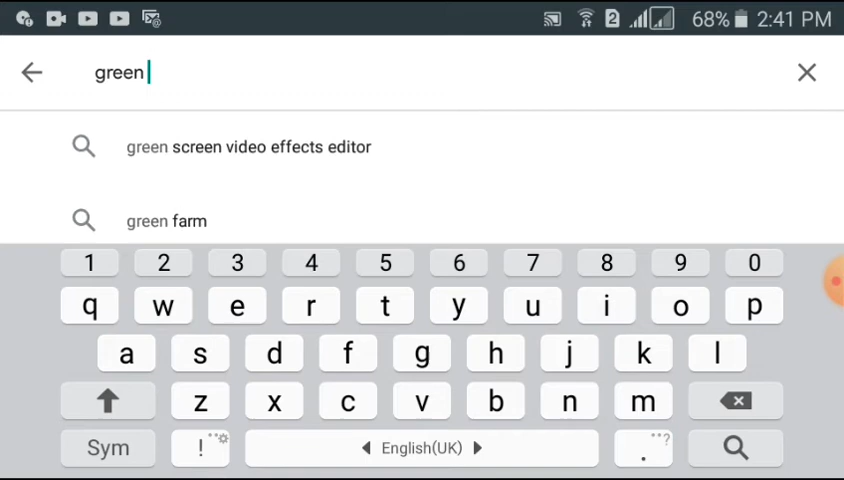 2 68% 2:41 PM
green
green screen video effects editor
green farm
1 2 3 4 5 6 7 8 9 0
q w e r t y u i o p
a s d f g h j k l
z x c v b n m
Sym ! English(UK) . ?